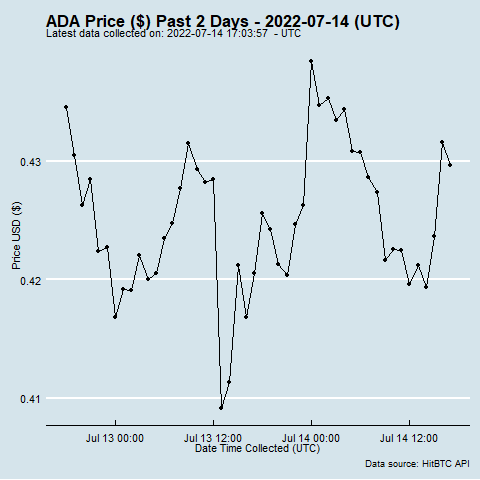 ADA Price ($) Past 2 Days - 2022-07-14 (UTC)
Latest data collected on: 2022-07-14 17:03:57 - UTC
0.43
0.42
0.41
Price USD ($)
Jul 13 00:00 Jul 13 12:00 Jul 14 00:00 Jul 14 12:00
Date Time Collected (UTC)
Data source: HitBTC API